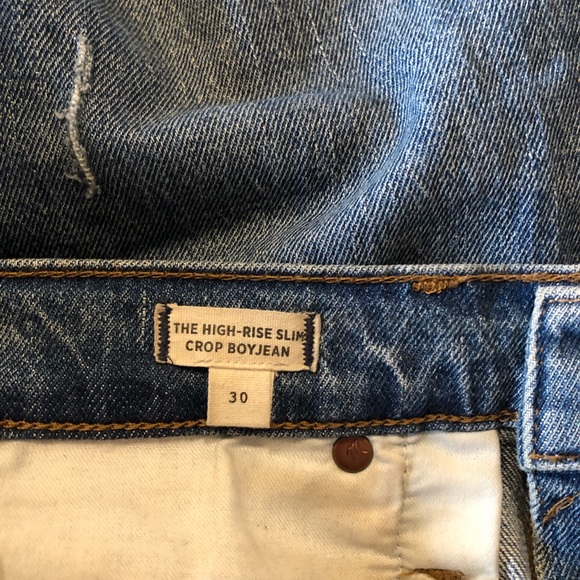 THE HIGH-RISE SLIM
CROP BOYJEAN
30